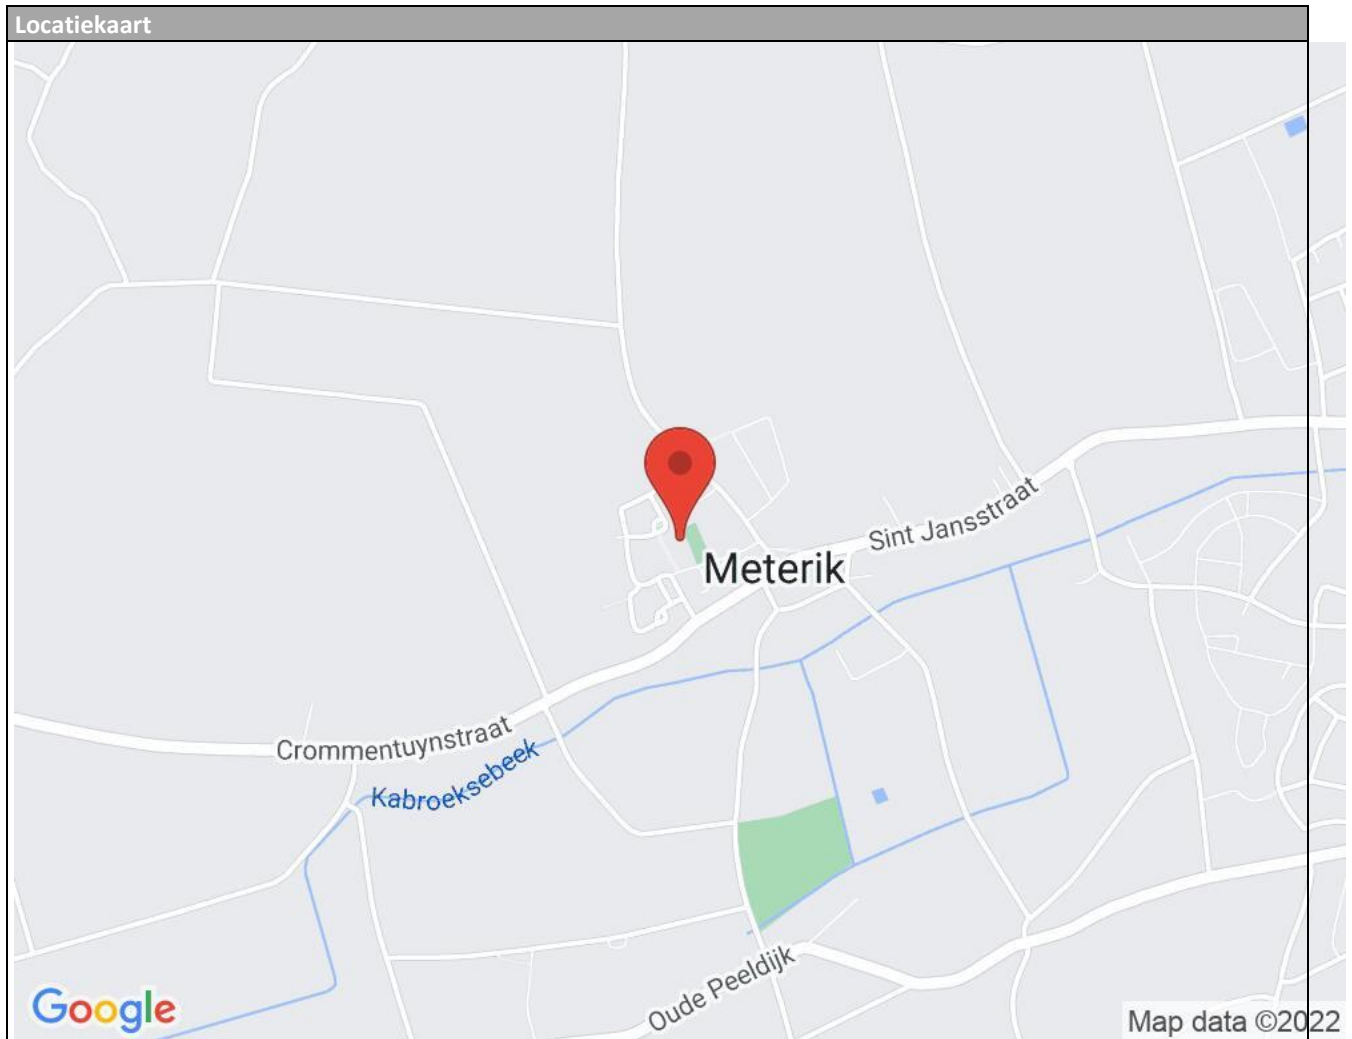 Locatiekaart
Sint Jansstraat
Meterik
Crommentuynstraat
Kabroeksebeek
Oude Peeldijk
Google
Map data ©2022